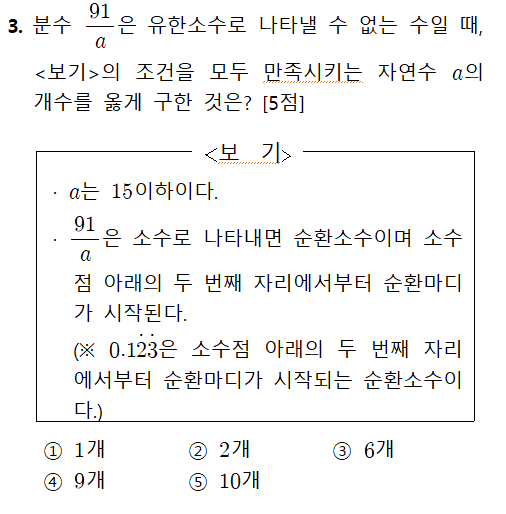 3. 분수 91/a은 유한소수로 나타낼 수 없는 수일 때,
<보기>의 조건을 모두 만족시키는 자연수 a의
개수를 옳게 구한 것은? [5점]
<보 기>
· a는 15이하이다.
· 91/a은 소수로 나타내면 순환소수이며 소수
점 아래의 두 번째 자리에서부터 순환마디
가 시작된다.
(※ 0.12̇3̇은 소수점 아래의 두 번째 자리
에서부터 순환마디가 시작되는 순환소수이
다.)
① 1개 ② 2개 ③ 6개
④ 9개 ⑤ 10개